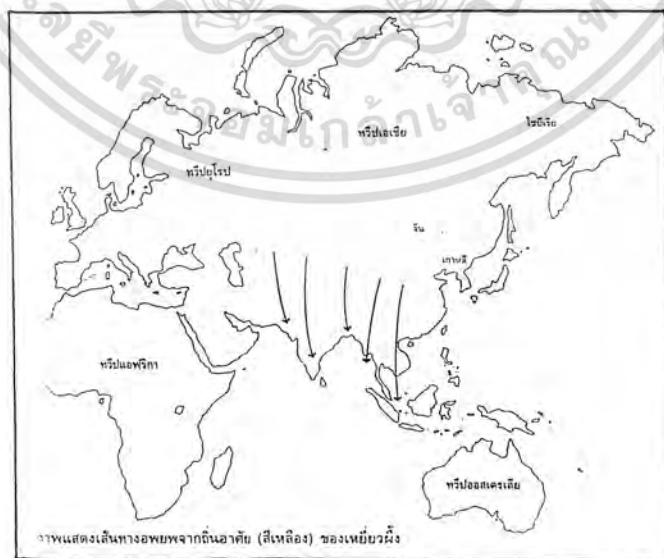 ไซบีเรีย
ทวีปเอเซีย
ทวีปยุโรป
จีน
เกาหลี
ทวีปแอฟริกา
ทวีปออสเตรเลีย
ภาพแสดงเส้นทางอพยพจากถิ่นอาศัย (สีเหลือง) ของเหยี่ยวผึ้ง